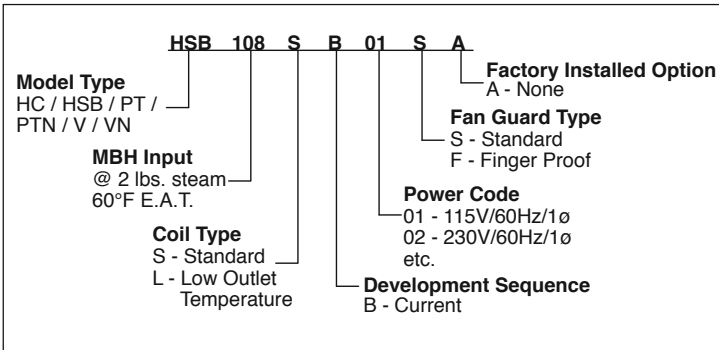 HSB 108 S B 01 S A
Model Type
HC / HSB / PT /
PTN / V / VN
MBH Input
@ 2 lbs. steam
60°F E.A.T.
Coil Type
S - Standard
L - Low Outlet
Temperature
Factory Installed Option
A - None
Fan Guard Type
S - Standard
F - Finger Proof
Power Code
01 - 115V/60Hz/1ø
02 - 230V/60Hz/1ø
etc.
Development Sequence
B - Current